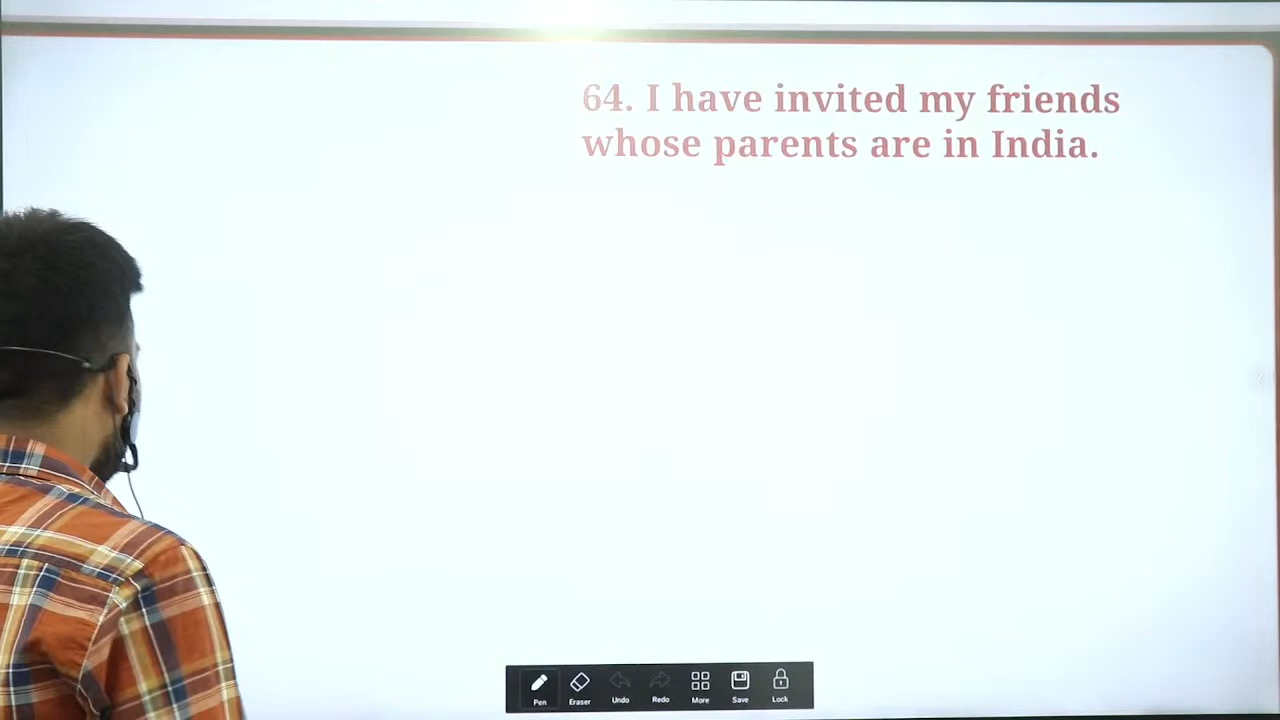 64. I have invited my friends
whose parents are in India.
Pen Eraser Undo Redo More Save Lock